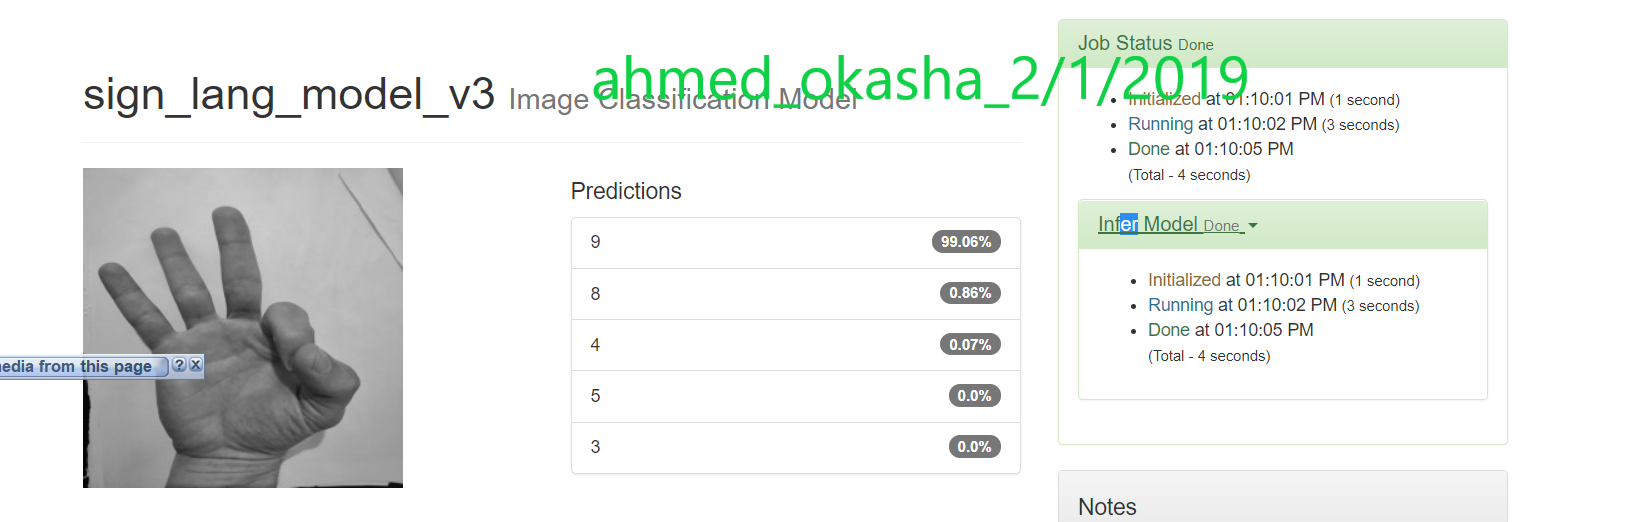 ahmed_okasha_2/1/2019
sign_lang_model_v3 Image Classification Model
Predictions
9 99.06%
8 0.86%
4 0.07%
5 0.0%
3 0.0%
edia from this page ? x
Job Status Done
Initialized at 01:10:01 PM (1 second)
Running at 01:10:02 PM (3 seconds)
Done at 01:10:05 PM
(Total - 4 seconds)
Infer Model Done
Initialized at 01:10:01 PM (1 second)
Running at 01:10:02 PM (3 seconds)
Done at 01:10:05 PM
(Total - 4 seconds)
Notes